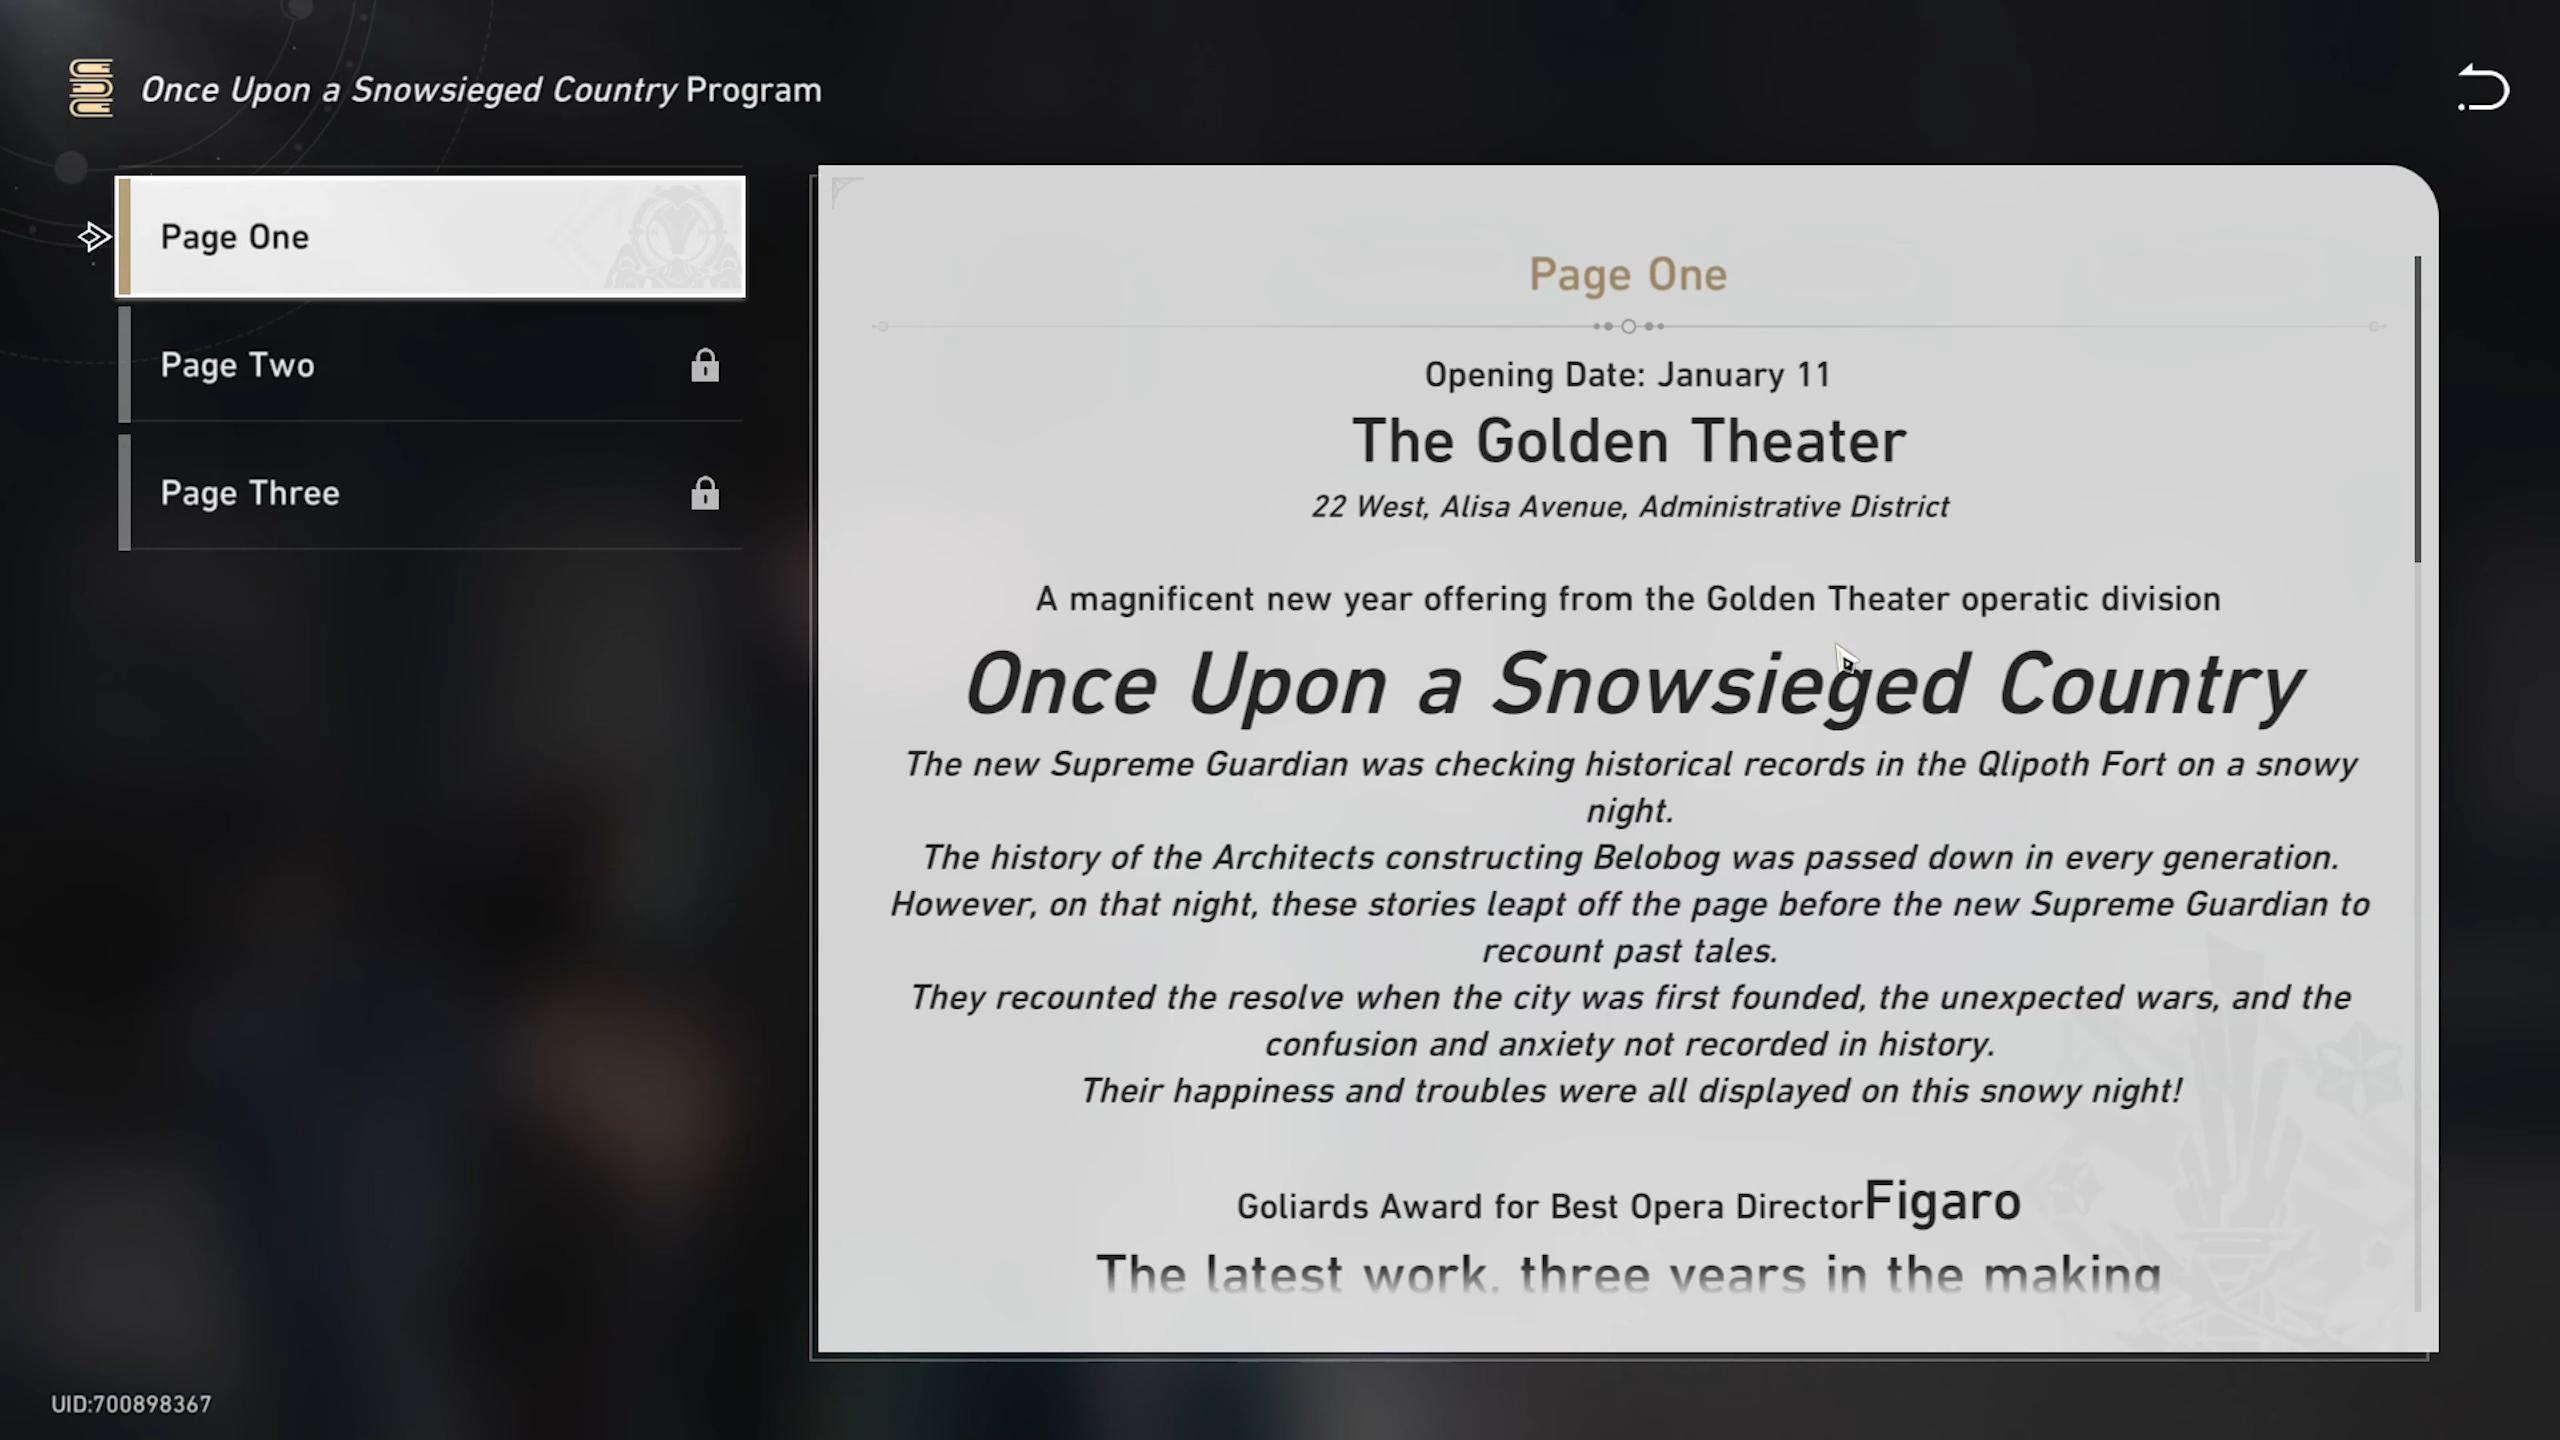 Once Upon a Snowsieged Country Program
Page One
Page Two
Page Three
Page One
Opening Date: January 11
The Golden Theater
22 West, Alisa Avenue, Administrative District
A magnificent new year offering from the Golden Theater operatic division
Once Upon a Snowsieged Country
The new Supreme Guardian was checking historical records in the Qlipoth Fort on a snowy
night.
The history of the Architects constructing Belobog was passed down in every generation.
However, on that night, these stories leapt off the page before the new Supreme Guardian to
recount past tales.
They recounted the resolve when the city was first founded, the unexpected wars, and the
confusion and anxiety not recorded in history.
Their happiness and troubles were all displayed on this snowy night!
Goliards Award for Best Opera DirectorFigaro
The latest work, three years in the making
UID:700898367